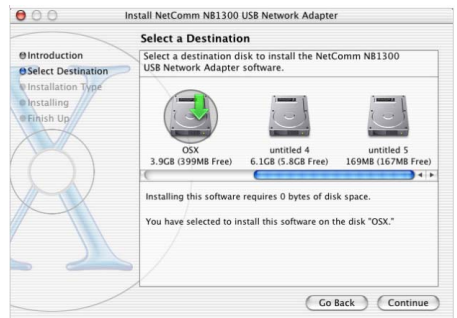 Install NetComm NB1300 USB Network Adapter
Select a Destination
Introduction
Select Destination
Installation Type
Installing
Finish Up
Select a destination disk to install the NetComm NB1300
USB Network Adapter software.
OSX
3.9GB (399MB Free)
untitled 4
6.1GB (5.8GB Free)
untitled 5
169MB (167MB Free)
Installing this software requires 0 bytes of disk space.
You have selected to install this software on the disk "OSX."
Go Back
Continue